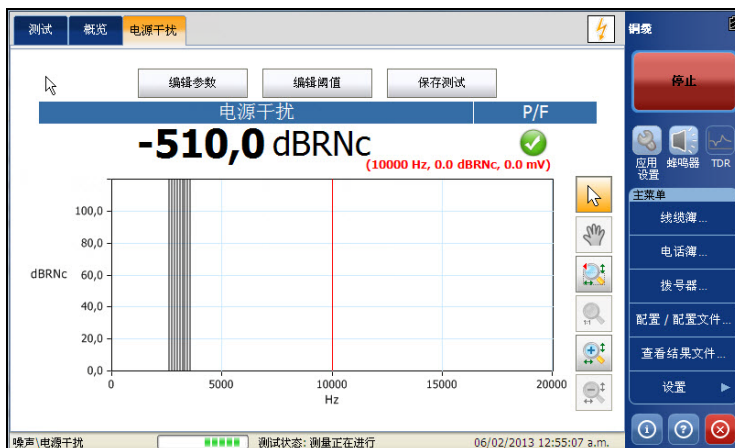 测试 概览 电源干扰
编辑参数 编辑阈值 保存测试
电源干扰 P/F
-510,0 dBRNc
(10000 Hz, 0.0 dBRNc, 0.0 mV)
100,0
80,0
dBRNc 60,0
40,0
20,0
0,0
0 5000 10000 15000 20000
Hz
噪声\电源干扰 测试状态: 测量正在进行 06/02/2013 12:55:07 a.m.
铜缆
停止
应用设置 蜂鸣器 TDR
主菜单
线缆簿...
电话簿...
拨号器...
配置 / 配置文件...
查看结果文件...
设置